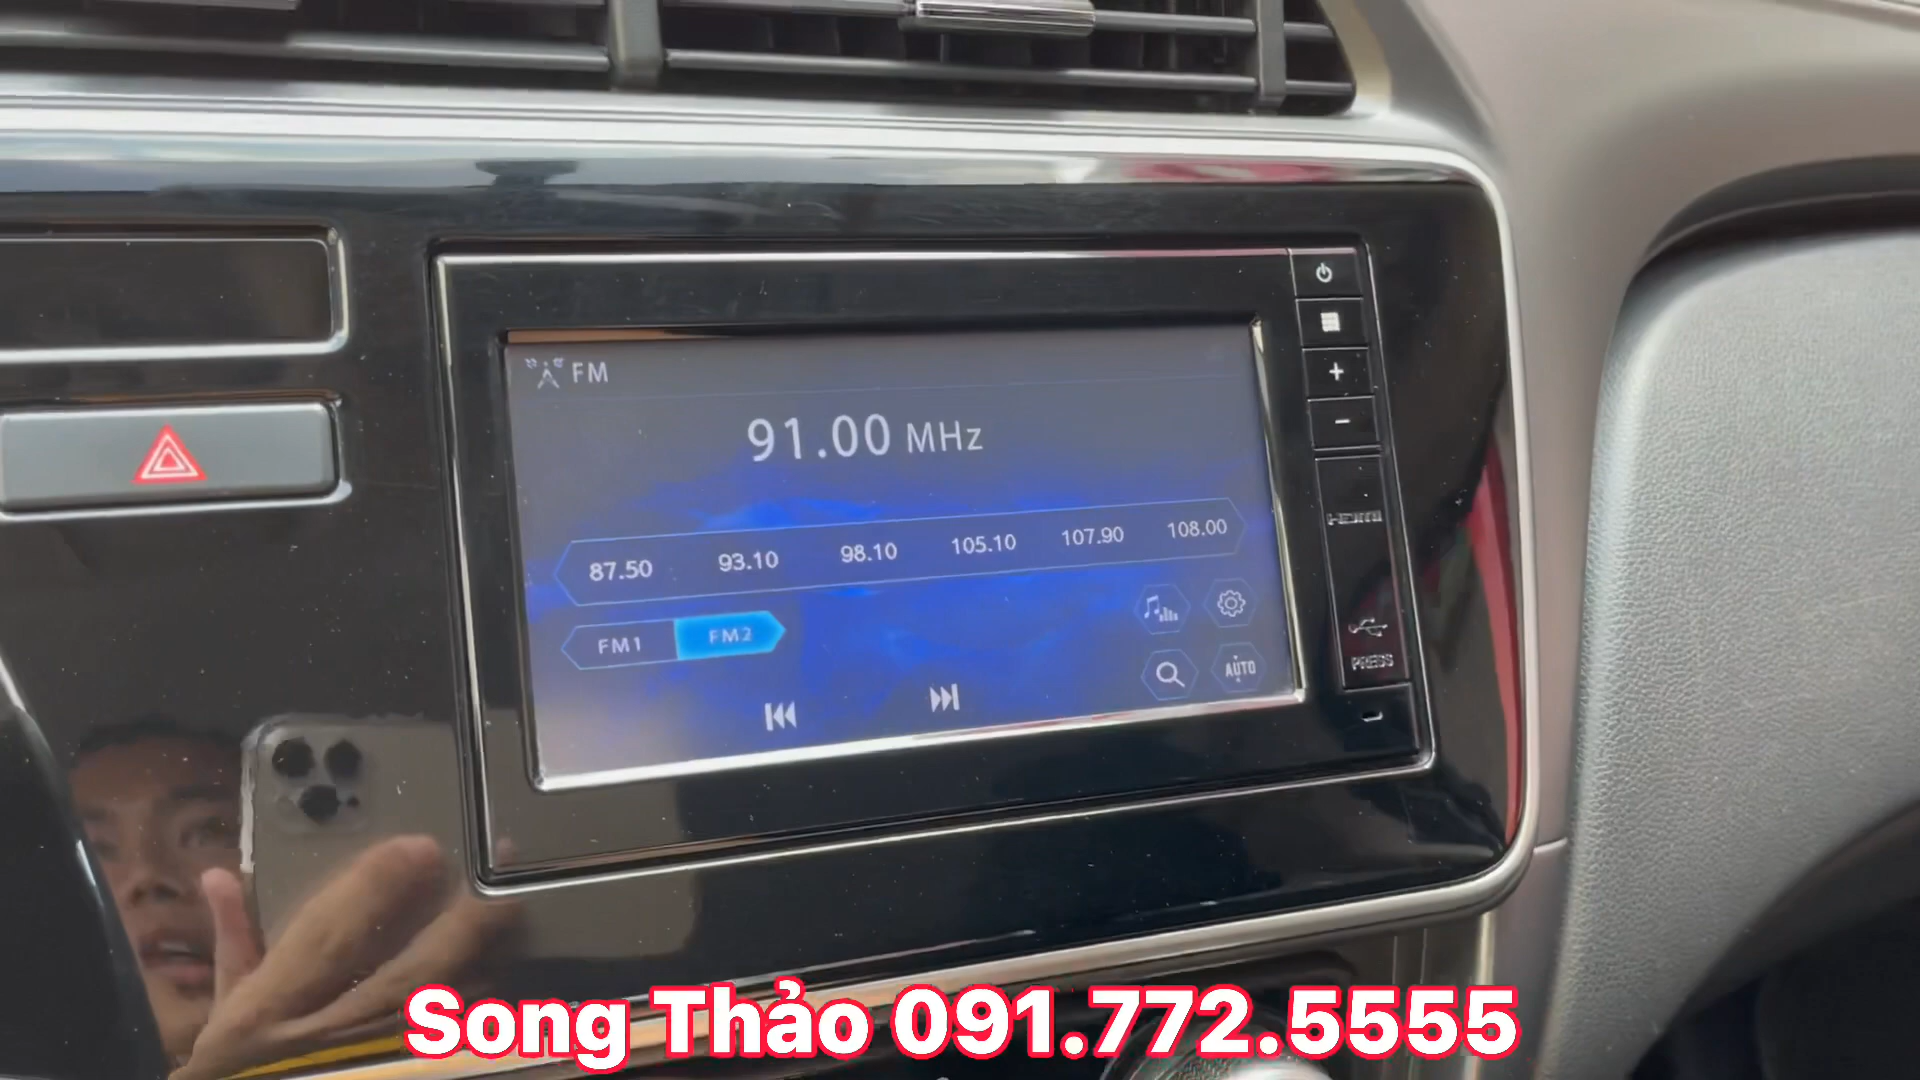 FM
91.00 MHz
87.50 93.10 98.10 105.10 107.90 108.00
FM1 FM2
AUTO
+
-
HDMI
PRESS
Song Thảo 091.772.5555